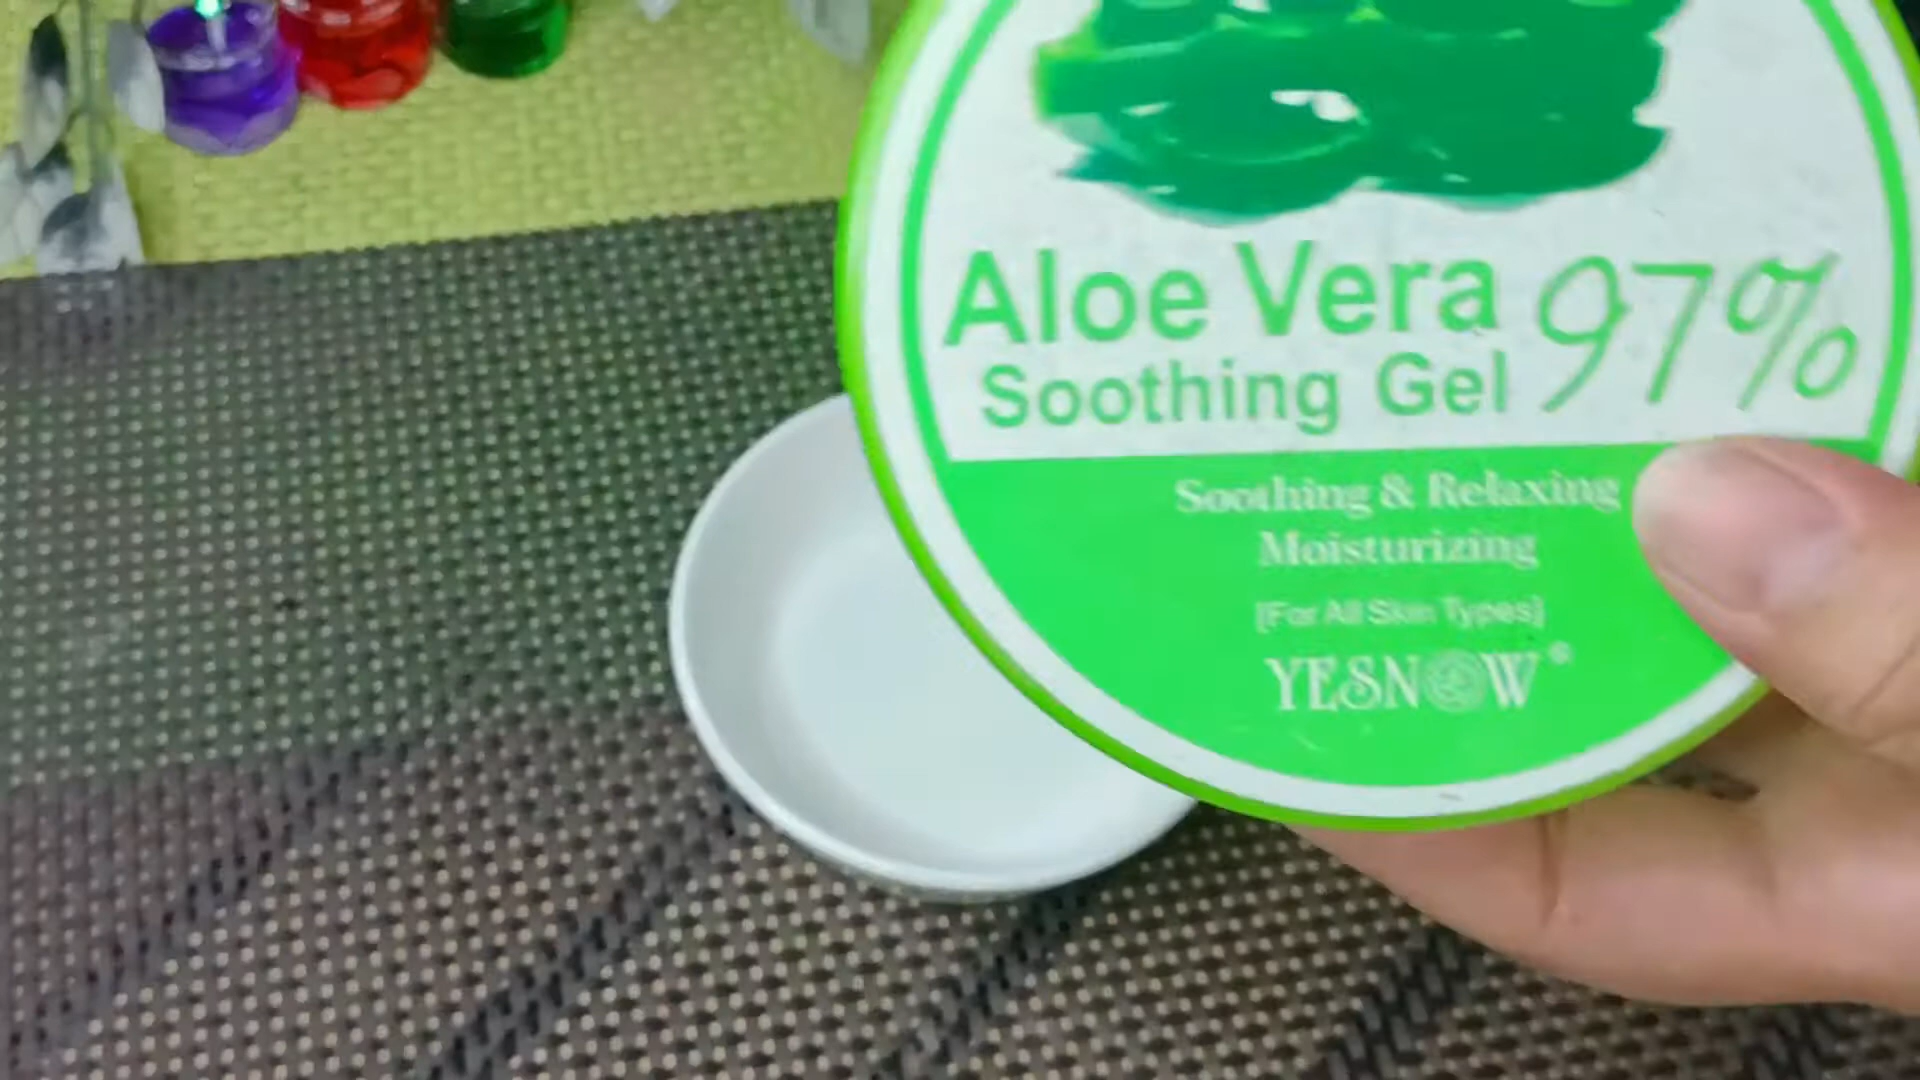 Aloe Vera 97%
Soothing Gel
Soothing & Relaxing
Moisturizing
[For All Skin Types]
YESNOW®